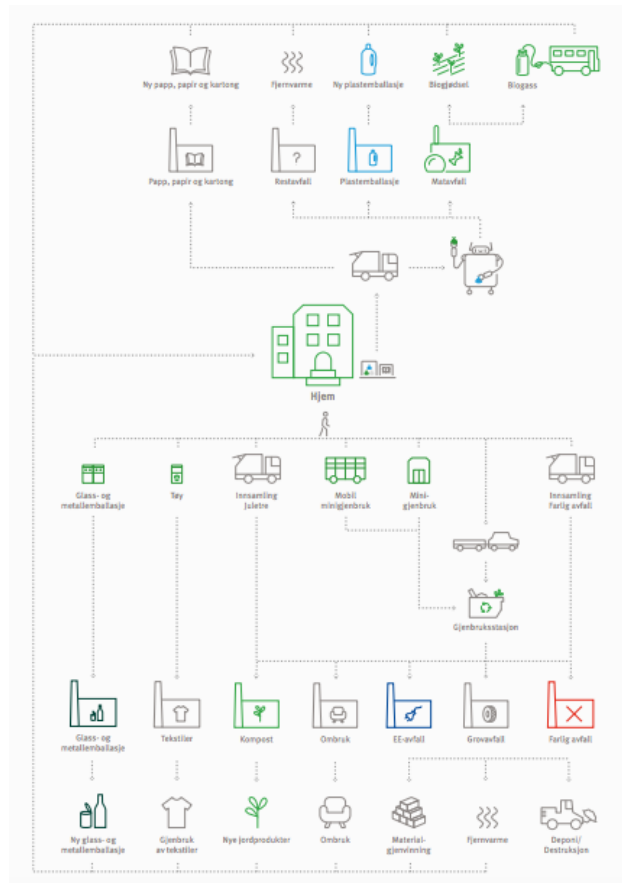 Ny papp, papir og kartong
Fjernvarme
Ny plastemballasje
Biogjødsel
Biogass
Papp, papir og kartong
Restavfall
?
Plastemballasje
Matavfall
Hjem
Glass- og
metallemballasje
Tøy
Innsamling
Juletre
Mobil
minigjenbruk
Mini-
gjenbruk
Innsamling
Farlig avfall
Gjenbruksstasjon
Glass- og
metallemballasje
Tekstiler
Kompost
Ombruk
EE-avfall
Grovavfall
Farlig avfall
Ny glass- og
metallemballasje
Gjenbruk
av tekstiler
Nye jordprodukter
Ombruk
Material-
gjenvinning
Fjernvarme
Deponi/
Destruksjon